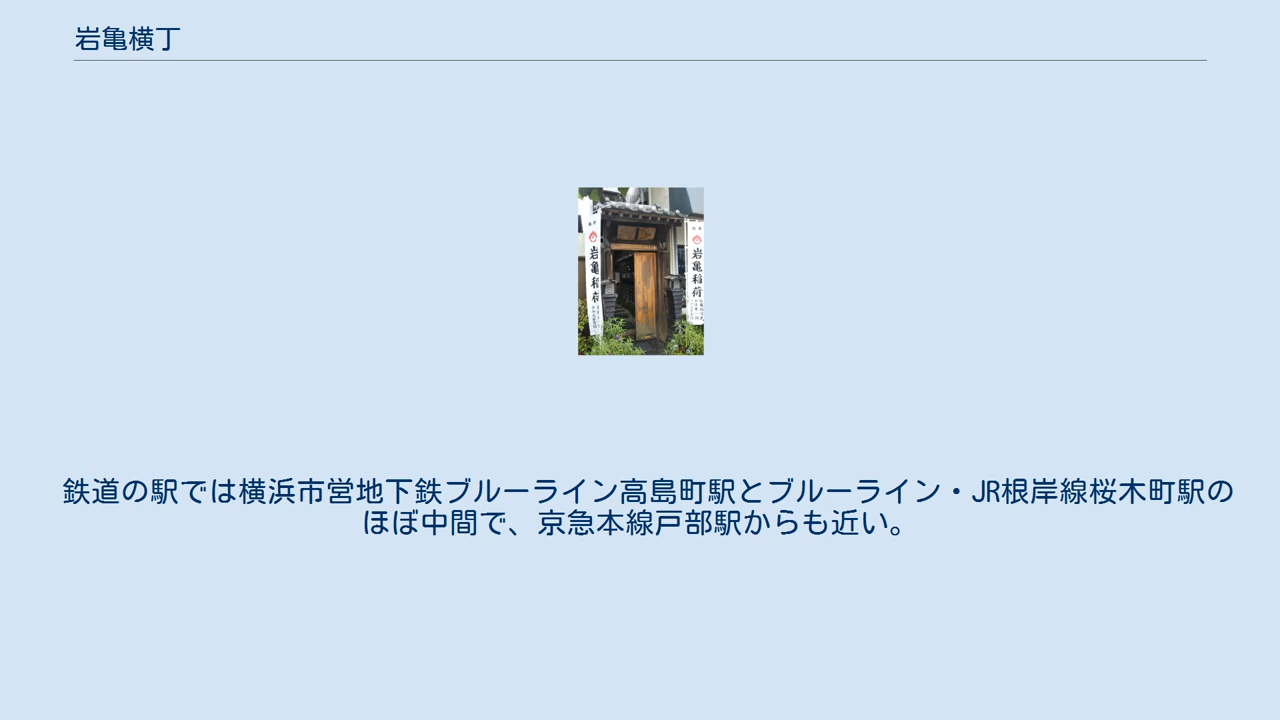 岩亀横丁
岩亀稲荷
岩亀稲荷
鉄道の駅では横浜市営地下鉄ブルーライン高島町駅とブルーライン・JR根岸線桜木町駅の
ほぼ中間で、京急本線戸部駅からも近い。